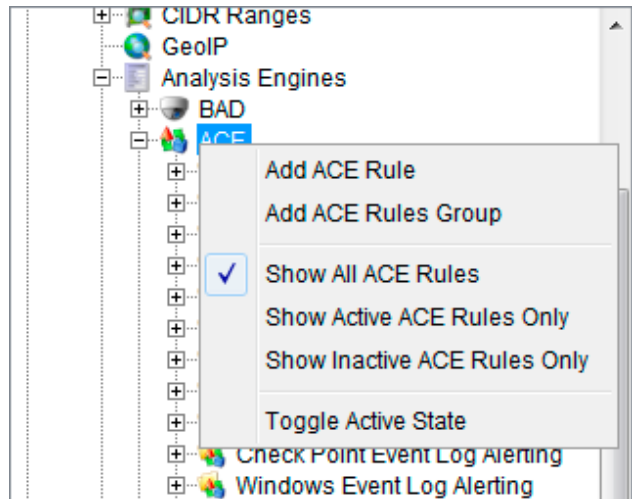 CIDR Ranges
GeoIP
Analysis Engines
BAD
ACE
Add ACE Rule
Add ACE Rules Group
Show All ACE Rules
Show Active ACE Rules Only
Show Inactive ACE Rules Only
Toggle Active State
Check Point Event Log Alerting
Windows Event Log Alerting